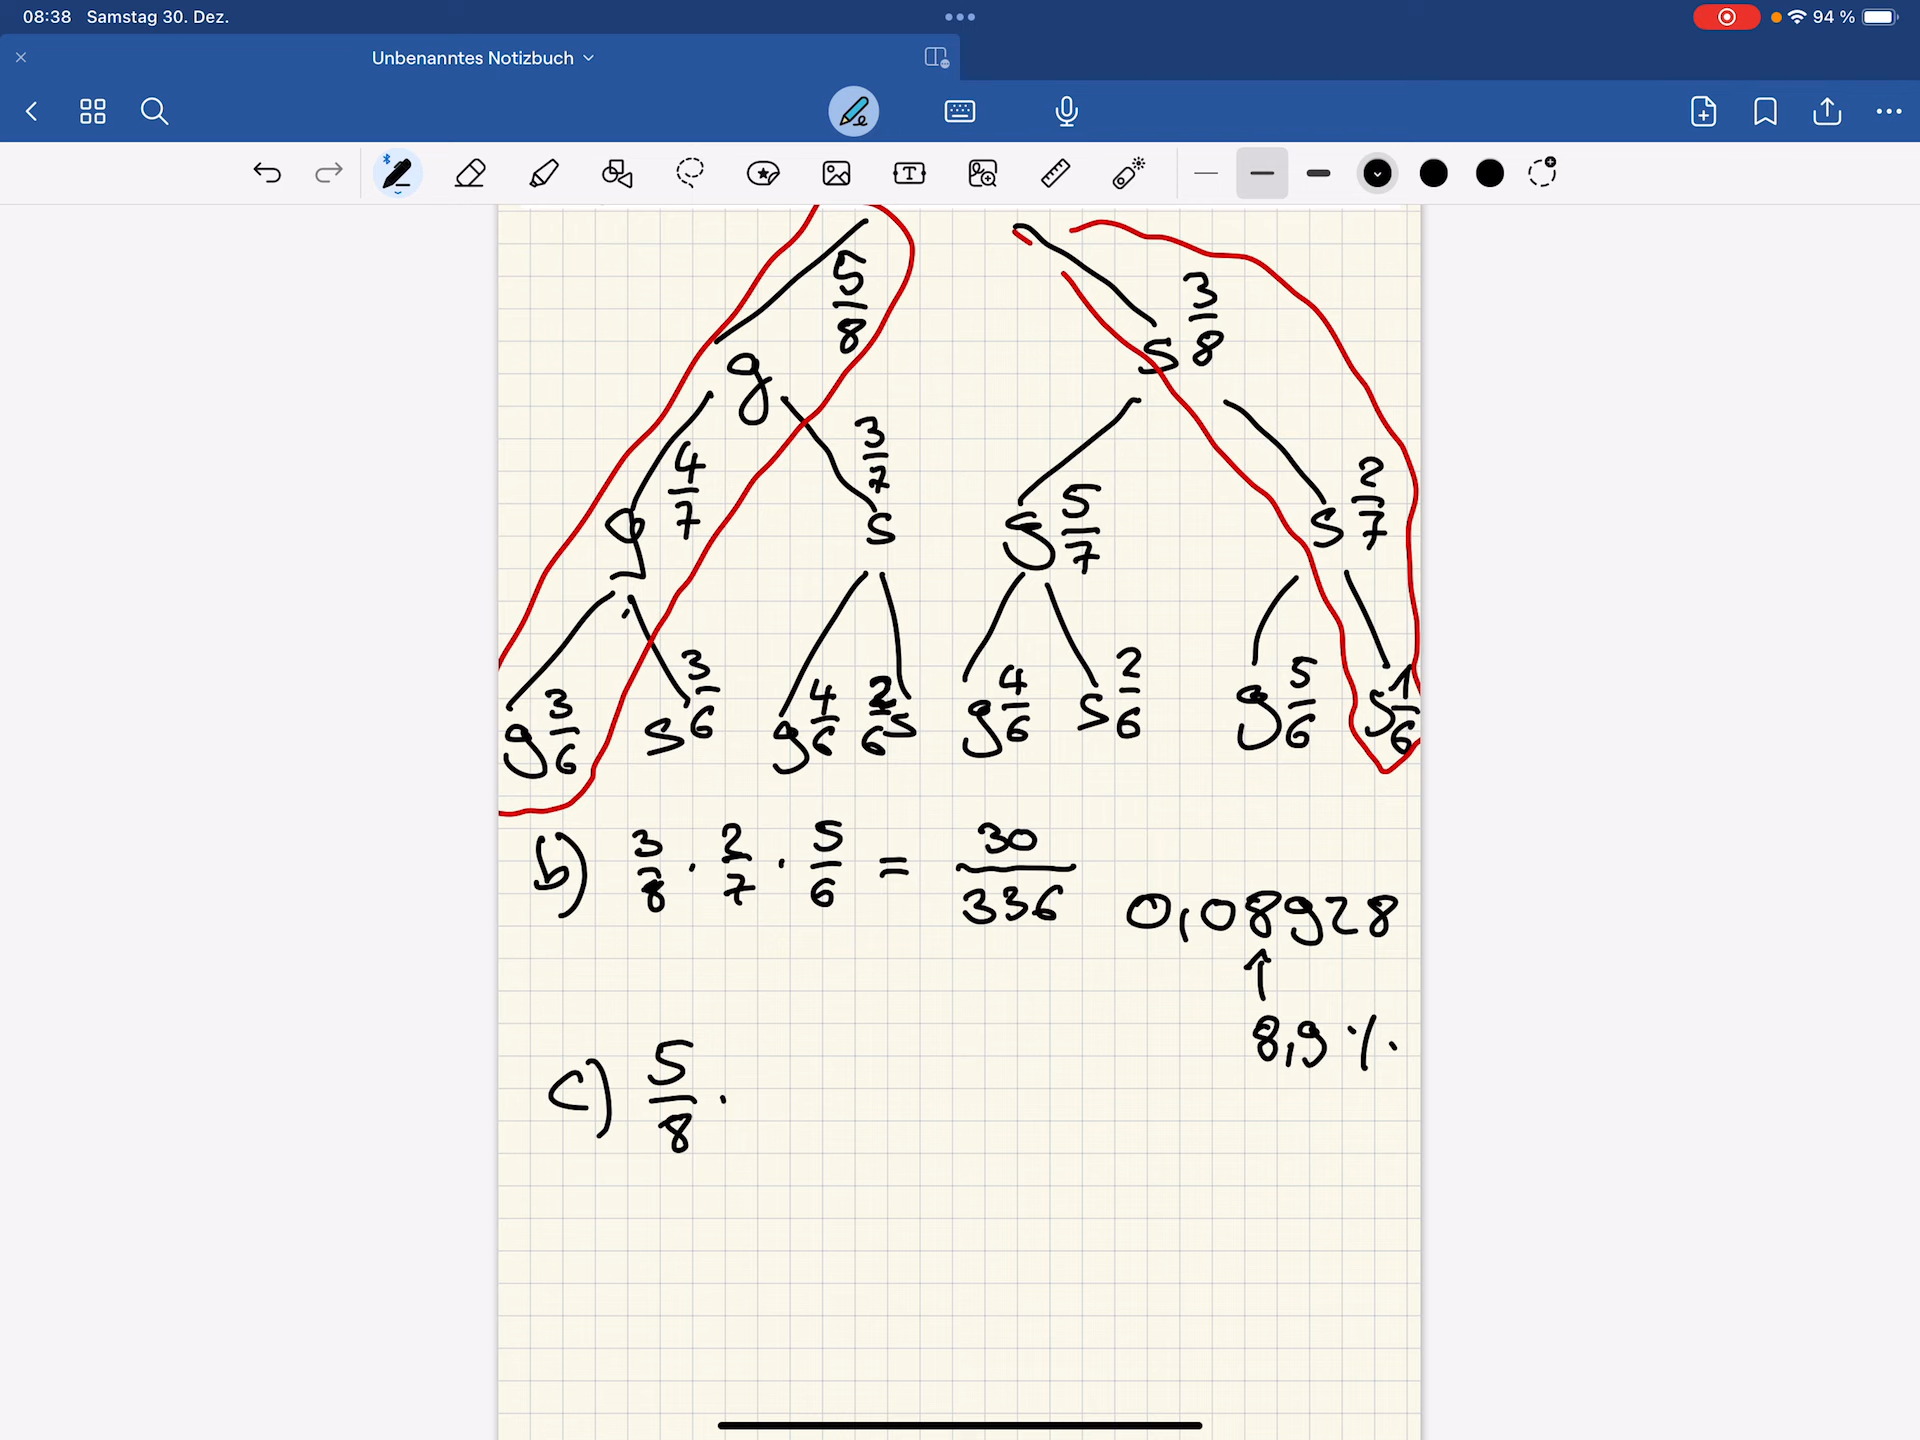 08:38 Samstag 30. Dez. 94 %
Unbenanntes Notizbuch
5/8 3/8
g s
4/7 3/7 5/7 2/7
g s g s
g 3/6 s 3/6 g 4/6 2/6 s g 4/6 s 2/6 g 5/6 s 1/6
b) 3/8 · 2/7 · 5/6 = 30/336 0,08928
↑
8,9 %
c) 5/8 ·